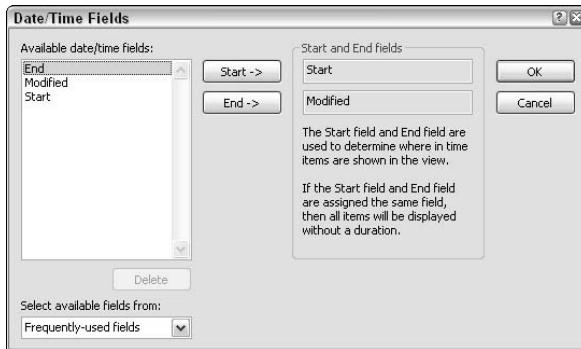 Date/Time Fields
Available date/time fields:
End
Modified
Start
Delete
Select available fields from:
Frequently-used fields
Start ->
End ->
Start and End fields
Start
Modified
The Start field and End field are
used to determine where in time
items are shown in the view.
If the Start field and End field
are assigned the same field,
then all items will be displayed
without a duration.
OK
Cancel